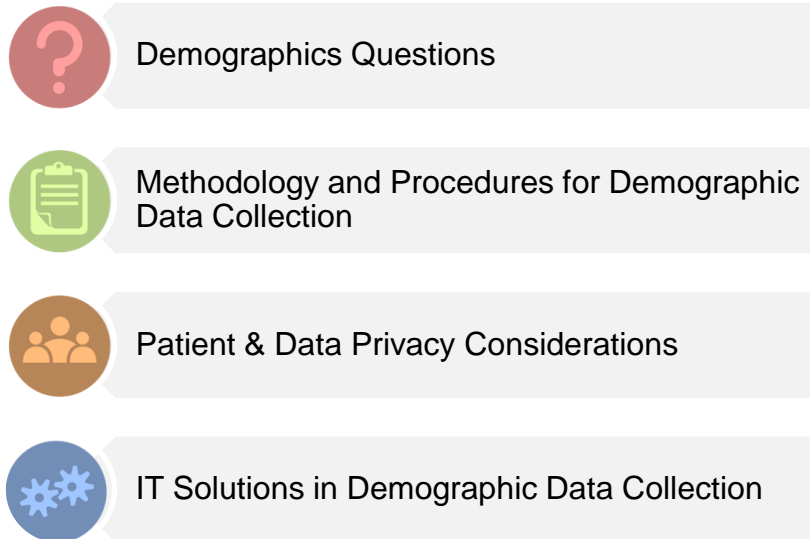 Demographics Questions
Methodology and Procedures for Demographic
Data Collection
Patient & Data Privacy Considerations
IT Solutions in Demographic Data Collection